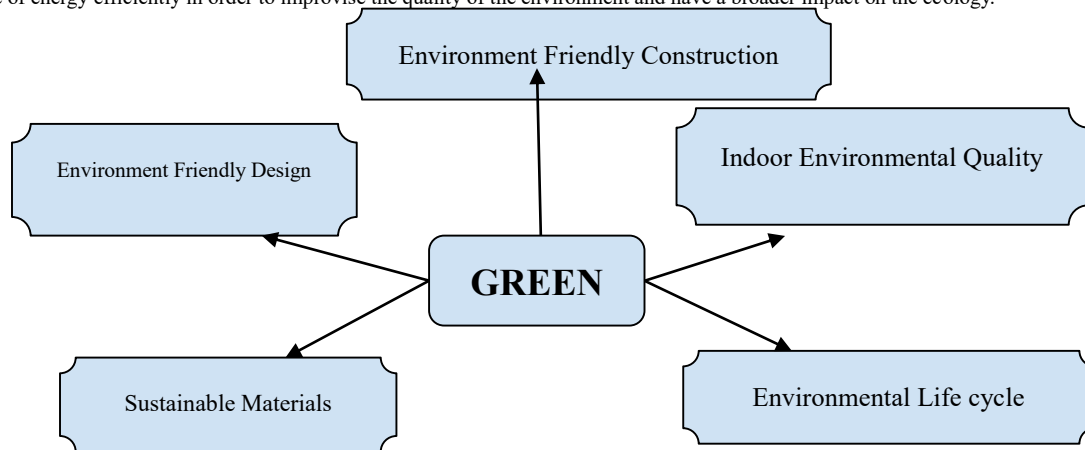 of energy efficiently in order to improvise the quality of the environment and have a broader impact on the ecology.
Environment Friendly Construction
Indoor Environmental Quality
Environment Friendly Design
GREEN
Sustainable Materials
Environmental Life cycle